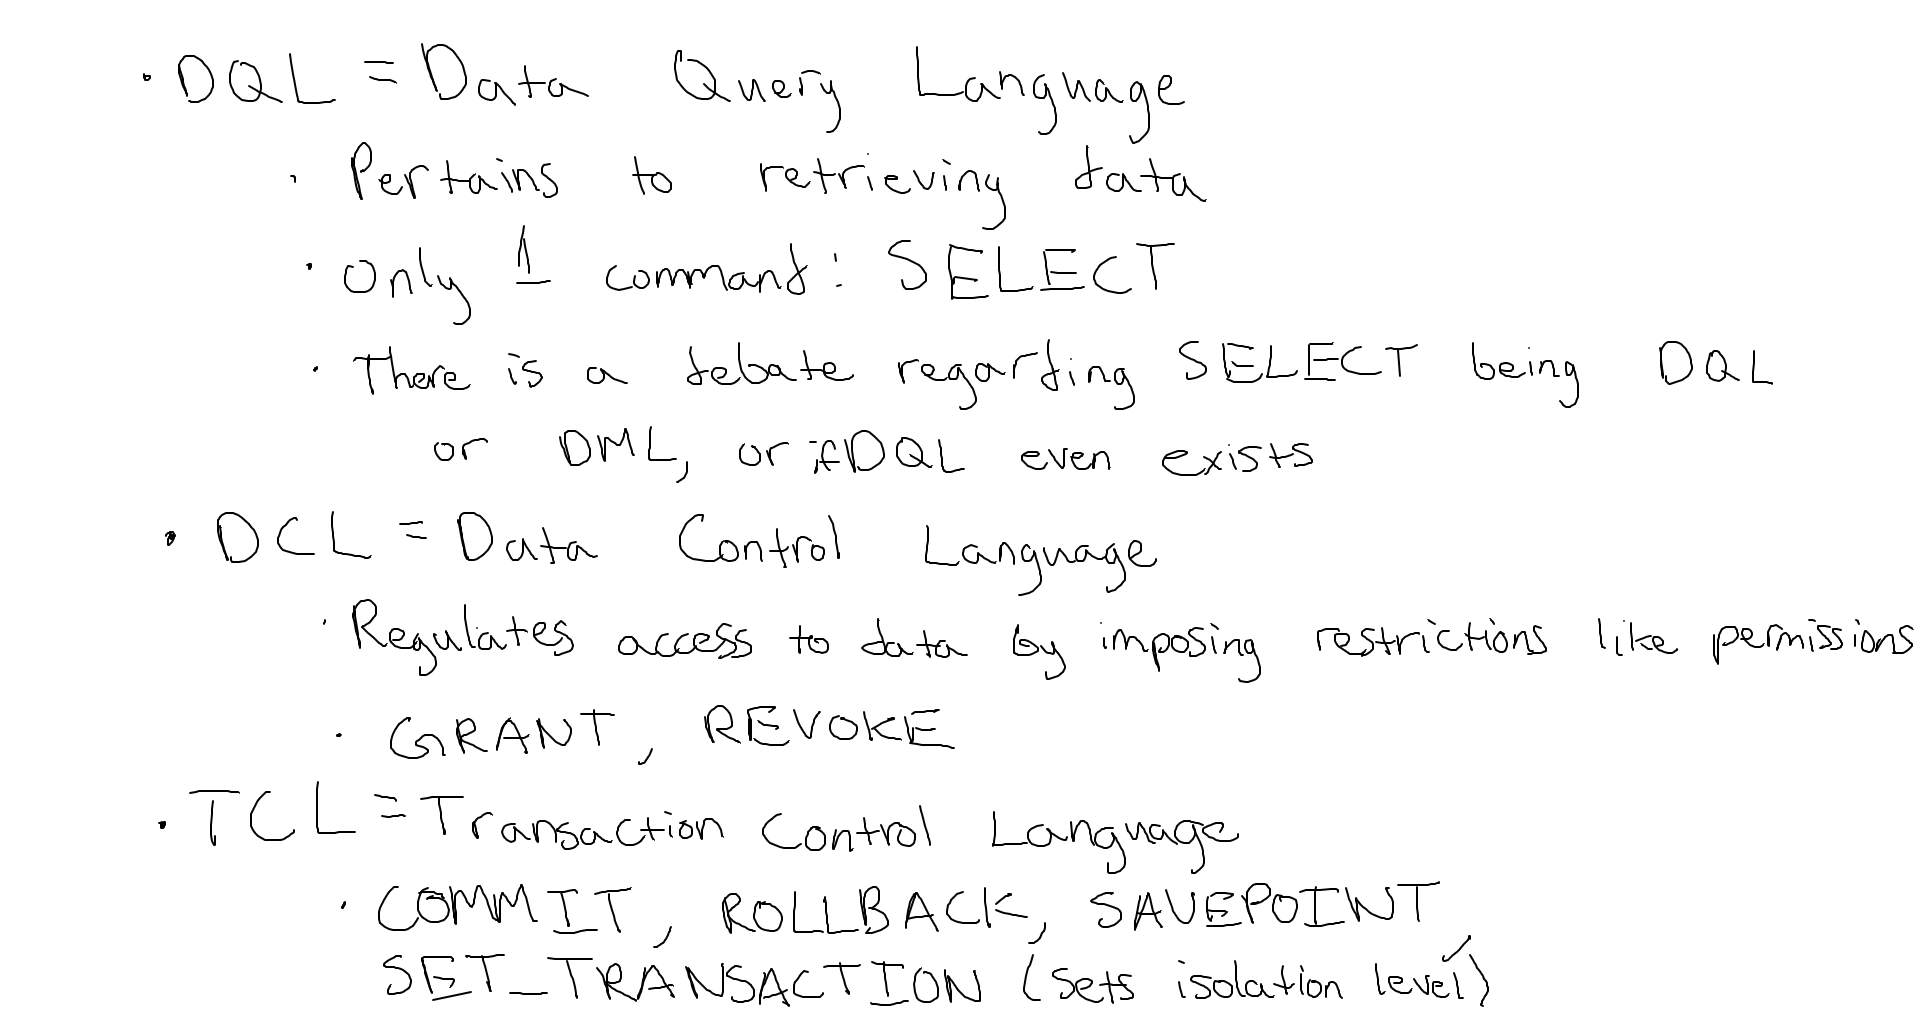 · DQL = Data Query Language
· Pertains to retrieving data
· Only 1 command: SELECT
· There is a debate regarding SELECT being DQL
or DML, or if DQL even exists
· DCL = Data Control Language
· Regulates access to data by imposing restrictions like permissions
· GRANT, REVOKE
· TCL = Transaction Control Language
· COMMIT, ROLLBACK, SAVEPOINT,
SET_TRANSACTION (sets isolation level)